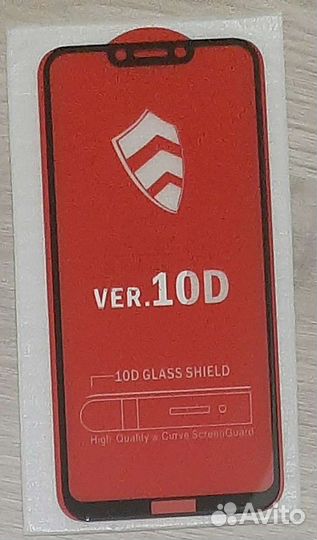 VER.10D
10D GLASS SHIELD
High Quality a Curve ScreenGuard
Avito